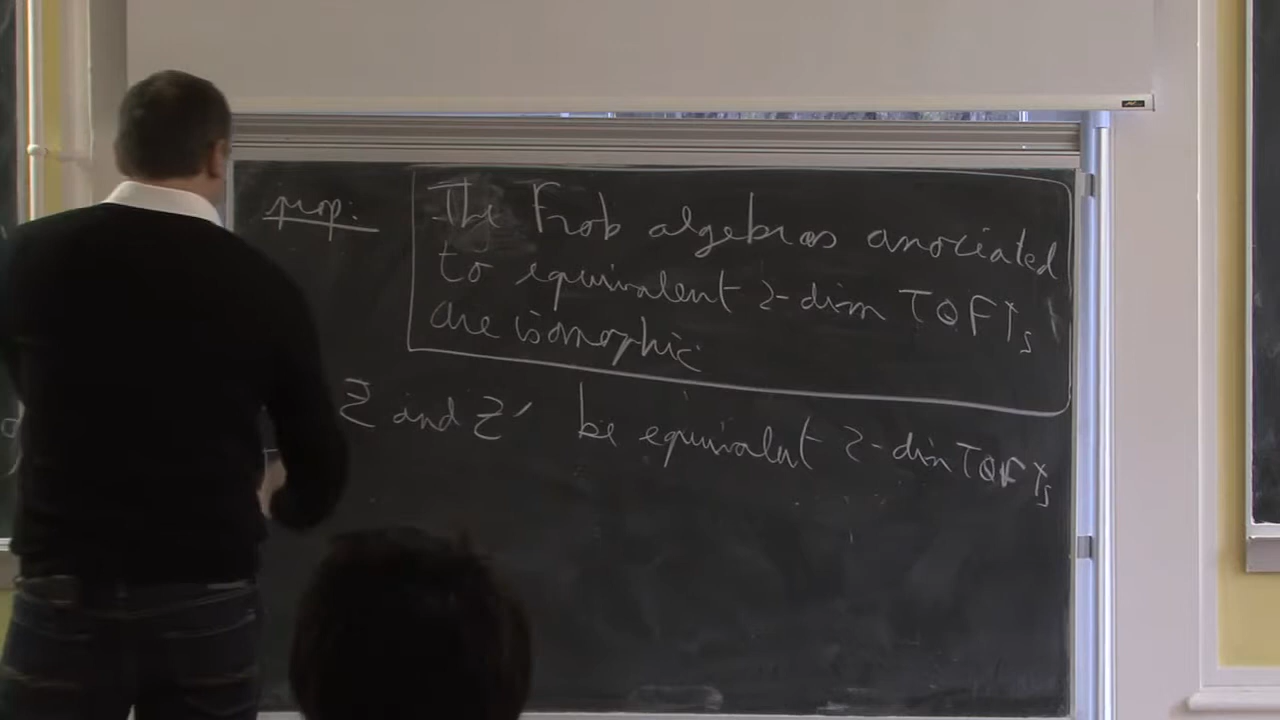 prop:
The Frob algebras associated
to equivalent 2-dim TQFTs
are isomorphic
Z and Z' be equivalent 2-dim TQFTs